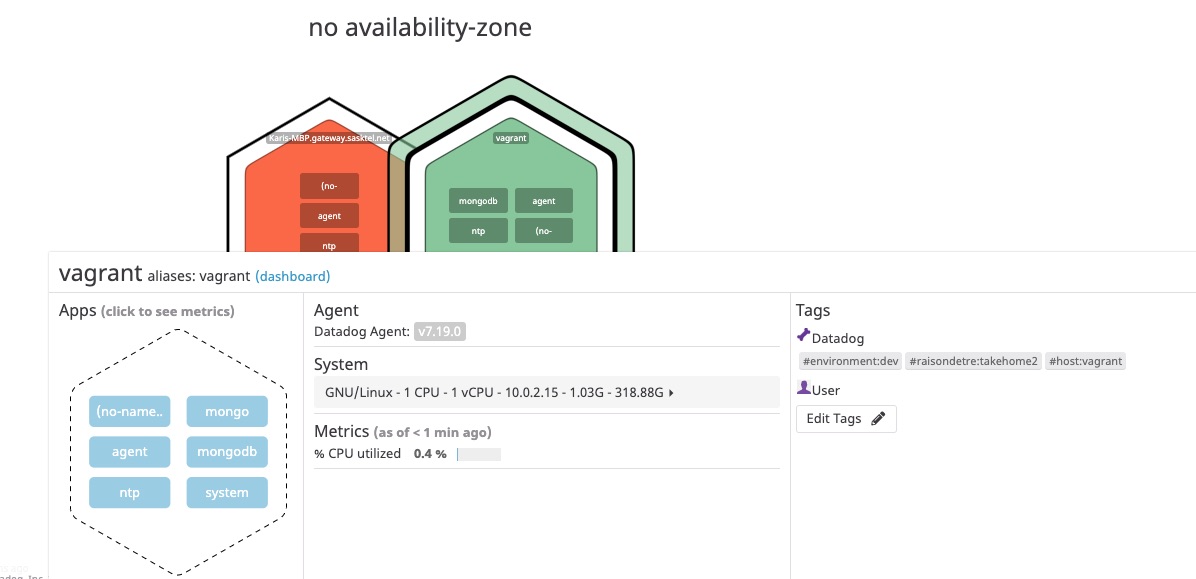 no availability-zone
Karis-MBP.gateway.sasktel.net
vagrant
(no-
agent
ntp
mongodb agent
ntp (no-
vagrant aliases: vagrant (dashboard)
Apps (click to see metrics)
(no-name.. mongo
agent mongodb
ntp system
Agent
Datadog Agent: v7.19.0
System
GNU/Linux - 1 CPU - 1 vCPU - 10.0.2.15 - 1.03G - 318.88G
Metrics (as of < 1 min ago)
% CPU utilized 0.4 %
Tags
Datadog
#environment:dev #raisondetre:takehome2 #host:vagrant
User
Edit Tags